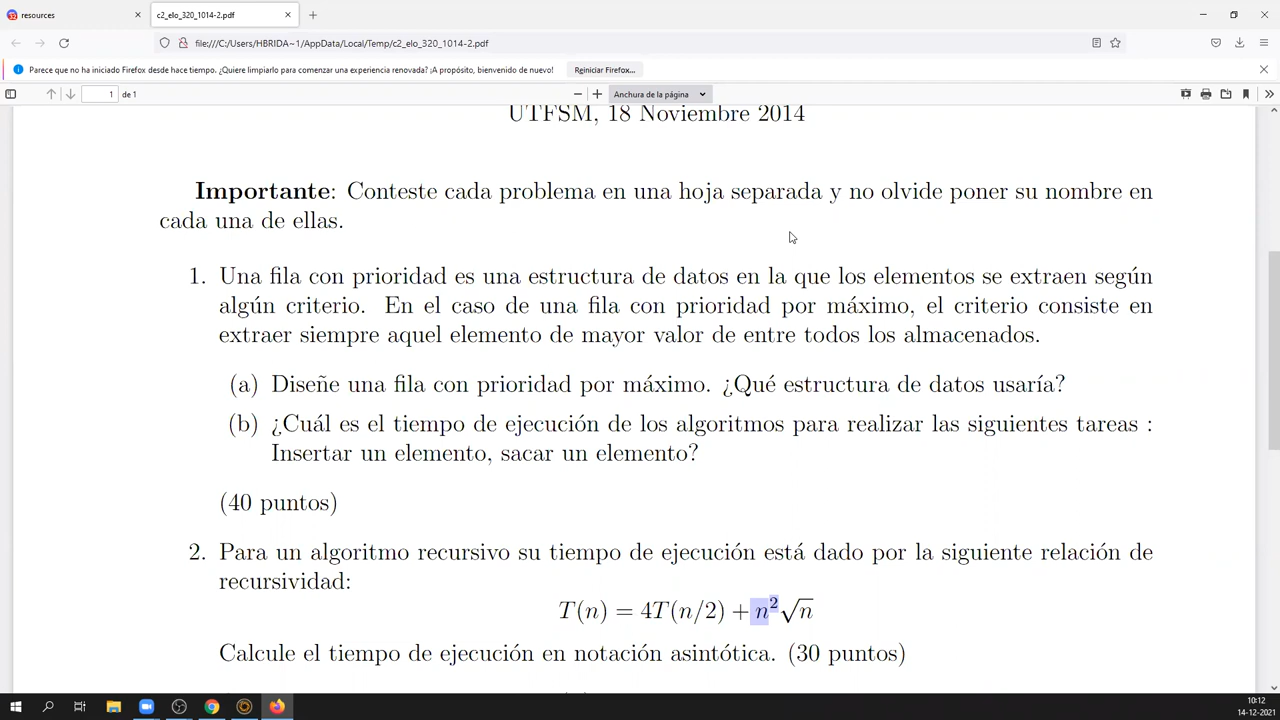 resources
c2_elo_320_1014-2.pdf
file:///C:/Users/HBRIDA~1/AppData/Local/Temp/c2_elo_320_1014-2.pdf
Parece que no ha iniciado Firefox desde hace tiempo. ¿Quiere limpiarlo para comenzar una experiencia renovada? ¡A propósito, bienvenido de nuevo!
Reiniciar Firefox...
1 de 1
Anchura de la página
UTFSM, 18 Noviembre 2014
Importante: Conteste cada problema en una hoja separada y no olvide poner su nombre en
cada una de ellas.
1. Una fila con prioridad es una estructura de datos en la que los elementos se extraen según
algún criterio. En el caso de una fila con prioridad por máximo, el criterio consiste en
extraer siempre aquel elemento de mayor valor de entre todos los almacenados.
(a) Diseñe una fila con prioridad por máximo. ¿Qué estructura de datos usaría?
(b) ¿Cuál es el tiempo de ejecución de los algoritmos para realizar las siguientes tareas :
Insertar un elemento, sacar un elemento?
(40 puntos)
2. Para un algoritmo recursivo su tiempo de ejecución está dado por la siguiente relación de
recursividad:
T(n) = 4T(n/2) + n²√n
Calcule el tiempo de ejecución en notación asintótica. (30 puntos)
10:12
14-12-2021